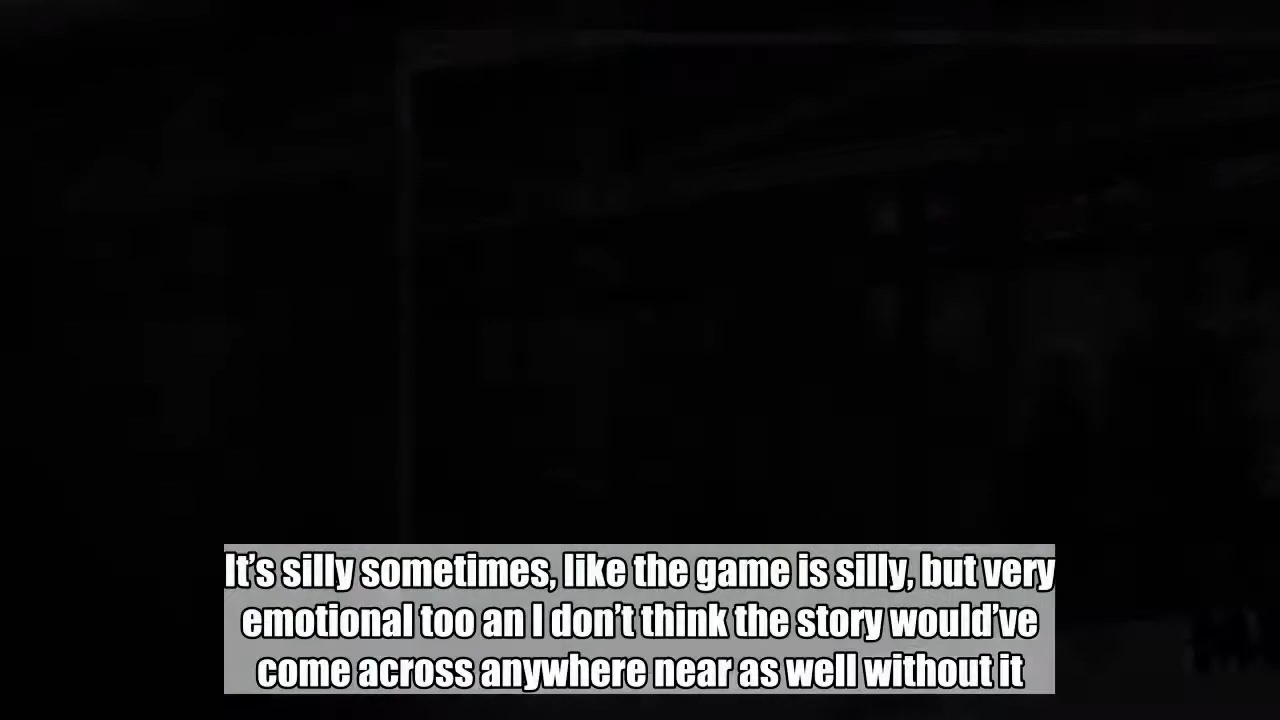 It's silly sometimes, like the game is silly, but very
emotional too an I don't think the story would've
come across anywhere near as well without it